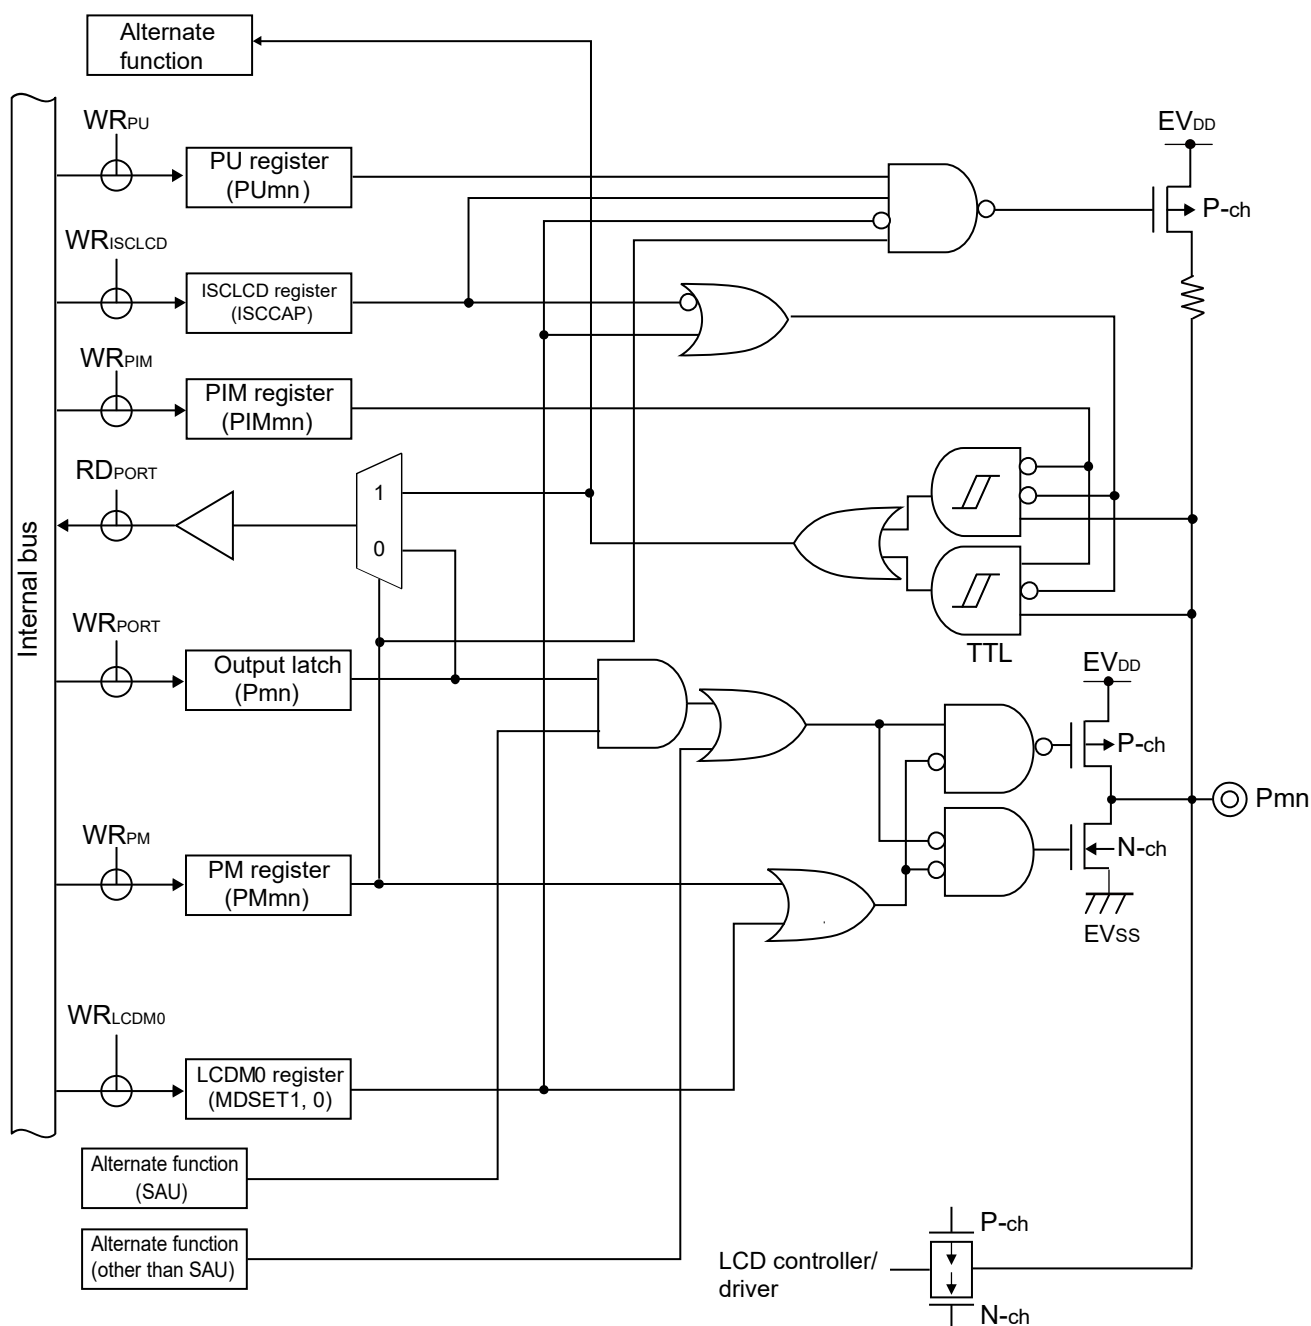 Alternate
function
WRPU
PU register
(PUmn)
EVDD
P-ch
WRISCLCD
ISCLCD register
(ISCCAP)
WRPIM
PIM register
(PIMmn)
RDPORT
1
0
Internal bus
TTL
WRPORT
Output latch
(Pmn)
EVDD
P-ch
Pmn
N-ch
EVSS
WRPM
PM register
(PMmn)
WRLCDM0
LCDM0 register
(MDSET1, 0)
Alternate function
(SAU)
Alternate function
(other than SAU)
P-ch
LCD controller/
driver
N-ch